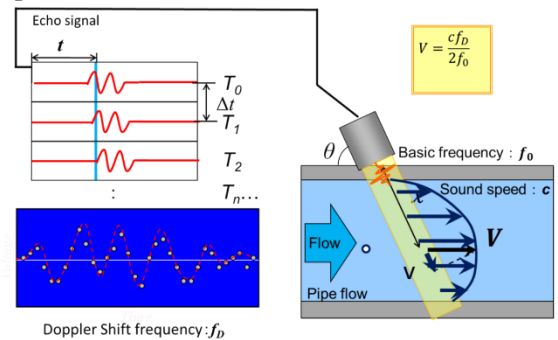 Echo signal
t
T0
Δt
T1
T2
:
Tn...
Doppler Shift frequency:fD
V = cfD / 2f0
θ
Basic frequency : f0
Sound speed : c
x
Flow
V
V
Pipe flow